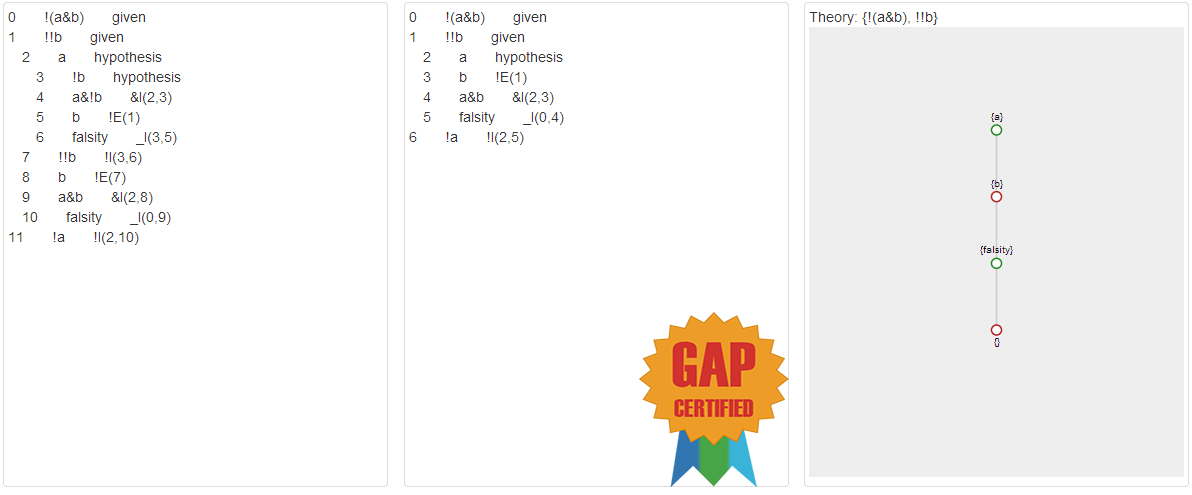 0 !(a&b) given
1 !!b given
2 a hypothesis
3 !b hypothesis
4 a&!b &I(2,3)
5 b !E(1)
6 falsity _I(3,5)
7 !!b !I(3,6)
8 b !E(7)
9 a&b &I(2,8)
10 falsity _I(0,9)
11 !a !I(2,10)
0 !(a&b) given
1 !!b given
2 a hypothesis
3 b !E(1)
4 a&b &I(2,3)
5 falsity _I(0,4)
6 !a !I(2,5)
GAP
CERTIFIED
Theory: {!(a&b), !!b}
{a}
{b}
{falsity}
{}